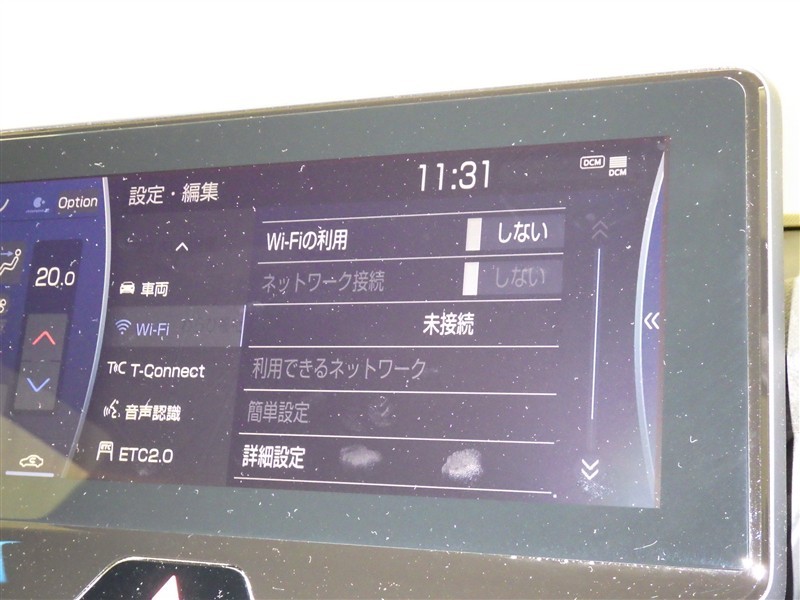 Option
20.0
設定・編集
11:31
DCM
DCM
車両
Wi-Fi
T-Connect
音声認識
ETC2.0
Wi-Fiの利用 しない
ネットワーク接続 しない
未接続
利用できるネットワーク
簡単設定
詳細設定